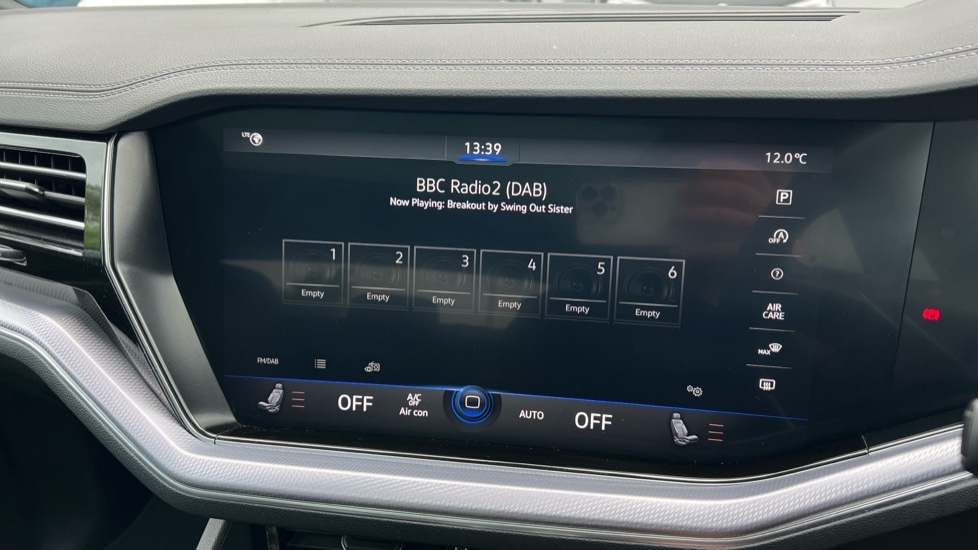 LTE
13:39
12.0°C
BBC Radio2 (DAB)
Now Playing: Breakout by Swing Out Sister
P
1 2 3 4 5 6
Empty Empty Empty Empty Empty Empty
OFF A
?
AIR
CARE
MAX
FM/DAB
OFF
A/C
OFF
Air con
AUTO
OFF